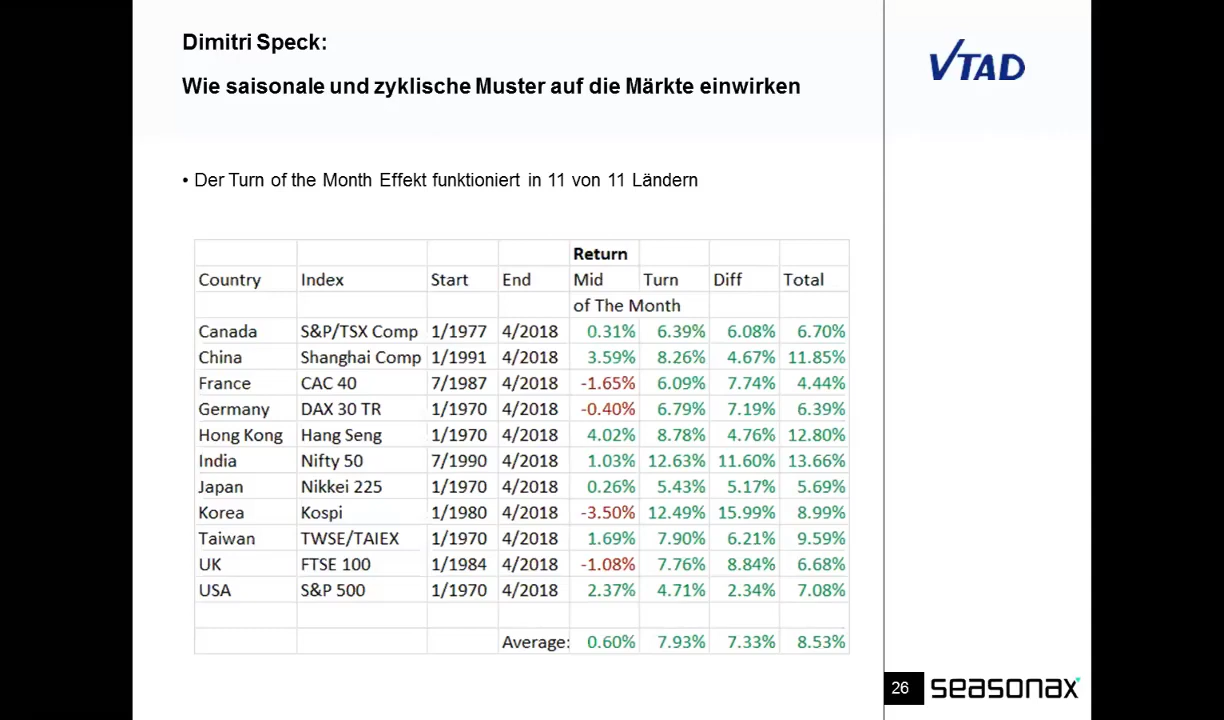 Dimitri Speck:
Wie saisonale und zyklische Muster auf die Märkte einwirken
VTAD
• Der Turn of the Month Effekt funktioniert in 11 von 11 Ländern
Return
Country Index Start End Mid Turn Diff Total
of The Month
Canada S&P/TSX Comp 1/1977 4/2018 0.31% 6.39% 6.08% 6.70%
China Shanghai Comp 1/1991 4/2018 3.59% 8.26% 4.67% 11.85%
France CAC 40 7/1987 4/2018 -1.65% 6.09% 7.74% 4.44%
Germany DAX 30 TR 1/1970 4/2018 -0.40% 6.79% 7.19% 6.39%
Hong Kong Hang Seng 1/1970 4/2018 4.02% 8.78% 4.76% 12.80%
India Nifty 50 7/1990 4/2018 1.03% 12.63% 11.60% 13.66%
Japan Nikkei 225 1/1970 4/2018 0.26% 5.43% 5.17% 5.69%
Korea Kospi 1/1980 4/2018 -3.50% 12.49% 15.99% 8.99%
Taiwan TWSE/TAIEX 1/1970 4/2018 1.69% 7.90% 6.21% 9.59%
UK FTSE 100 1/1984 4/2018 -1.08% 7.76% 8.84% 6.68%
USA S&P 500 1/1970 4/2018 2.37% 4.71% 2.34% 7.08%
Average: 0.60% 7.93% 7.33% 8.53%
26 seasonax